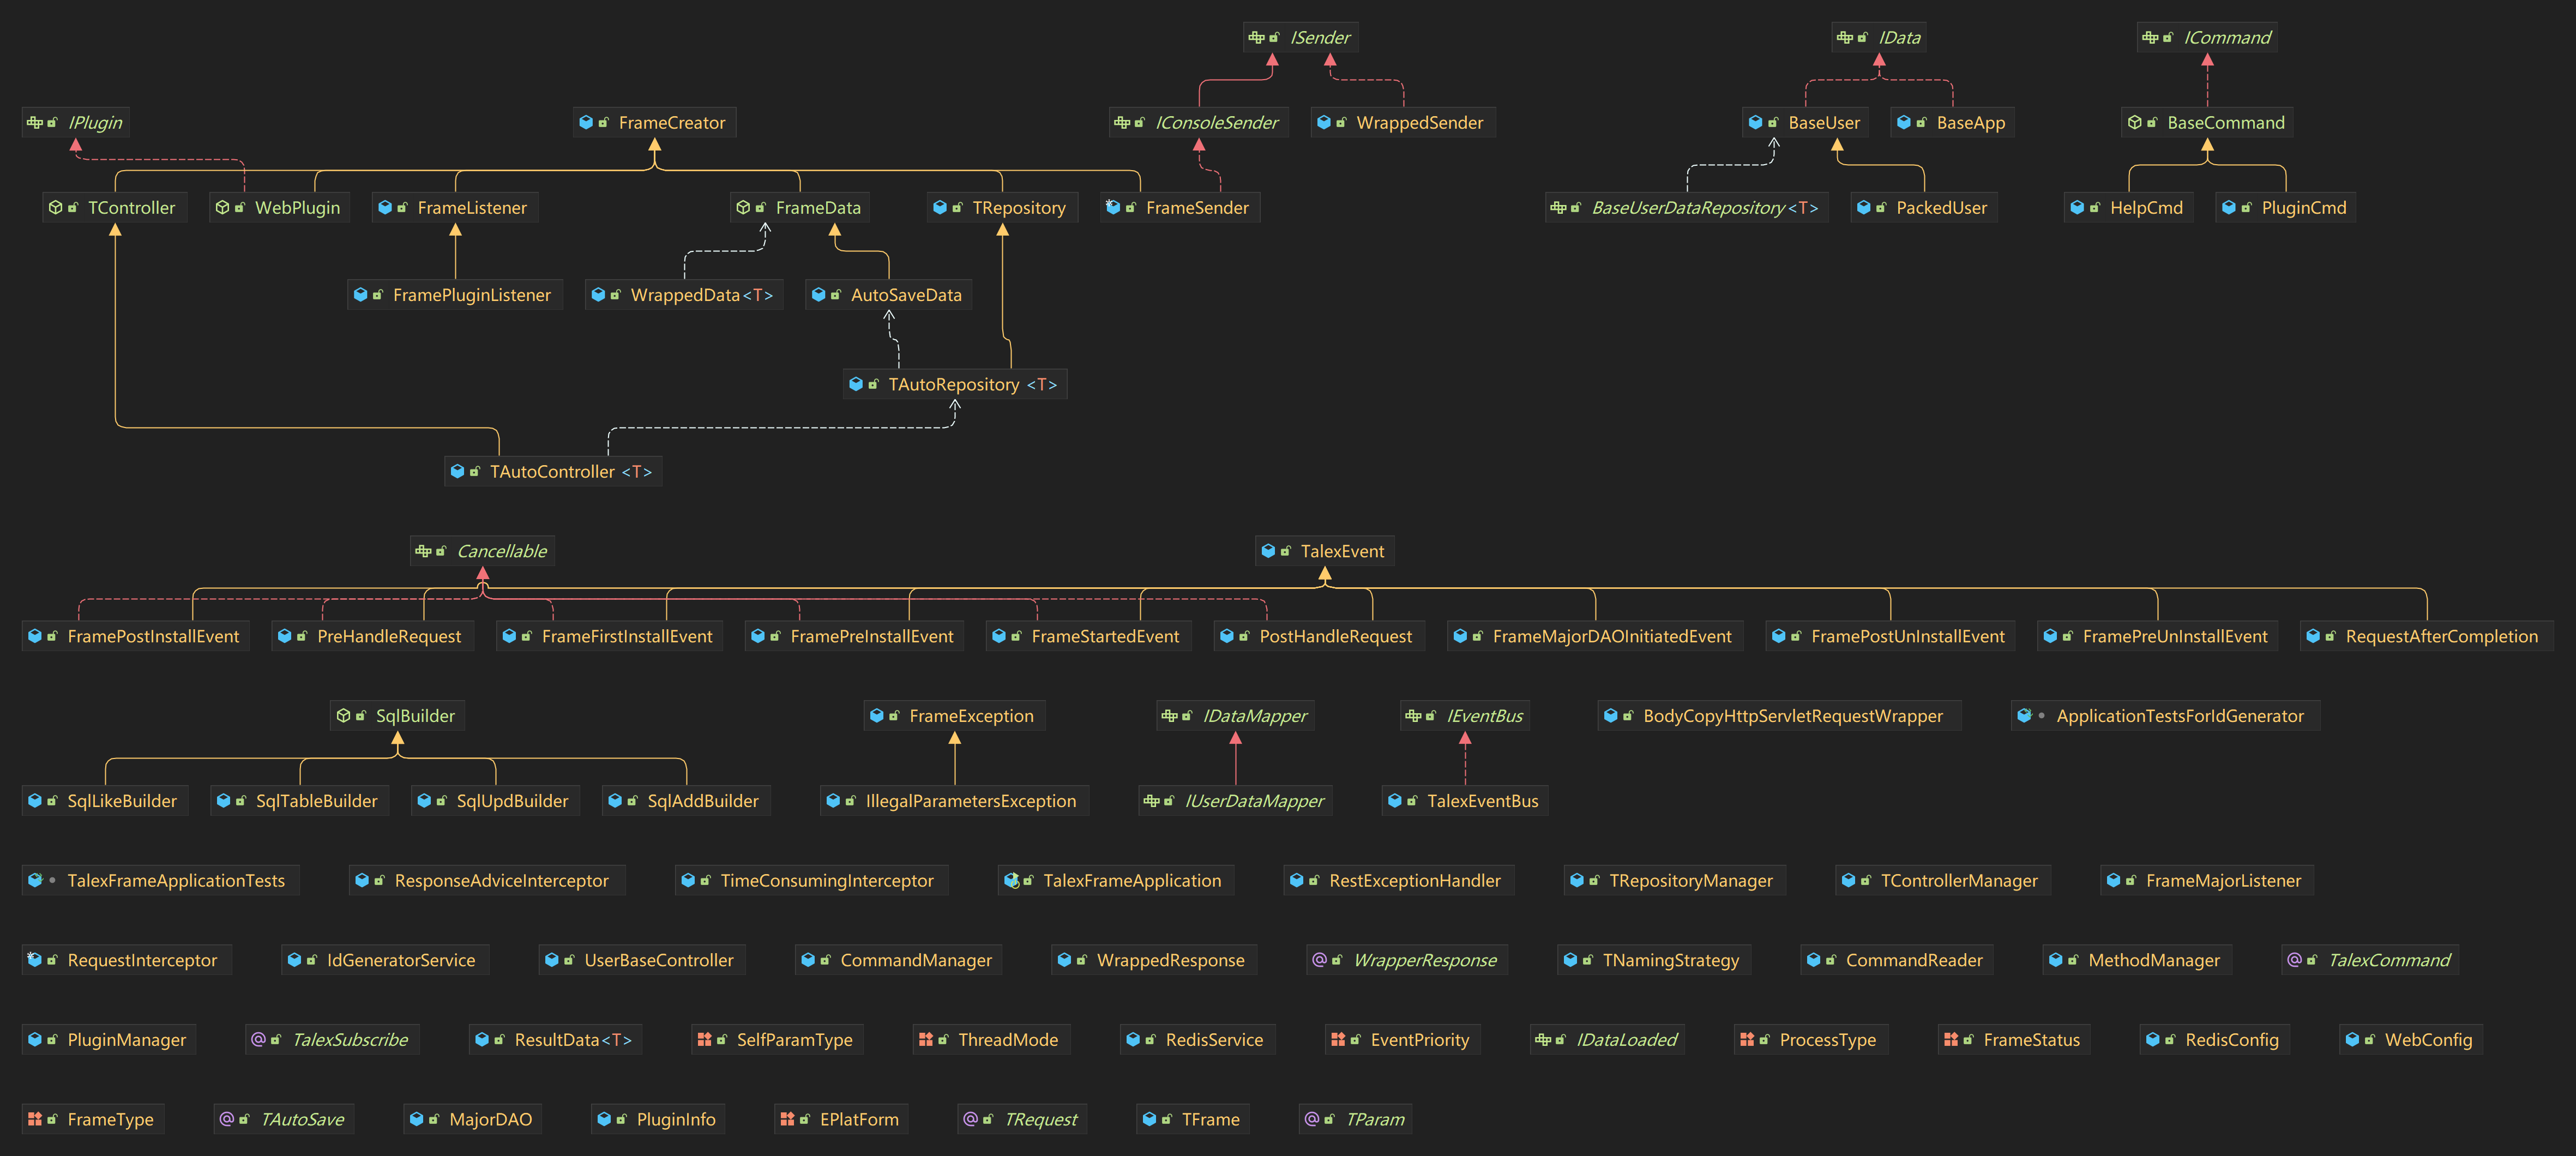 ISender
IData
ICommand
IPlugin
FrameCreator
IConsoleSender
WrappedSender
BaseUser
BaseApp
BaseCommand
TController
WebPlugin
FrameListener
FrameData
TRepository
FrameSender
BaseUserDataRepository<T>
PackedUser
HelpCmd
PluginCmd
FramePluginListener
WrappedData<T>
AutoSaveData
TAutoRepository <T>
TAutoController <T>
Cancellable
TalexEvent
FramePostInstallEvent
PreHandleRequest
FrameFirstInstallEvent
FramePreInstallEvent
FrameStartedEvent
PostHandleRequest
FrameMajorDAOInitiatedEvent
FramePostUnInstallEvent
FramePreUnInstallEvent
RequestAfterCompletion
SqlBuilder
FrameException
IDataMapper
IEventBus
BodyCopyHttpServletRequestWrapper
ApplicationTestsForIdGenerator
SqlLikeBuilder
SqlTableBuilder
SqlUpdBuilder
SqlAddBuilder
IllegalParametersException
IUserDataMapper
TalexEventBus
TalexFrameApplicationTests
ResponseAdviceInterceptor
TimeConsumingInterceptor
TalexFrameApplication
RestExceptionHandler
TRepositoryManager
TControllerManager
FrameMajorListener
RequestInterceptor
IdGeneratorService
UserBaseController
CommandManager
WrappedResponse
WrapperResponse
TNamingStrategy
CommandReader
MethodManager
TalexCommand
PluginManager
TalexSubscribe
ResultData<T>
SelfParamType
ThreadMode
RedisService
EventPriority
IDataLoaded
ProcessType
FrameStatus
RedisConfig
WebConfig
FrameType
TAutoSave
MajorDAO
PluginInfo
EPlatForm
TRequest
TFrame
TParam